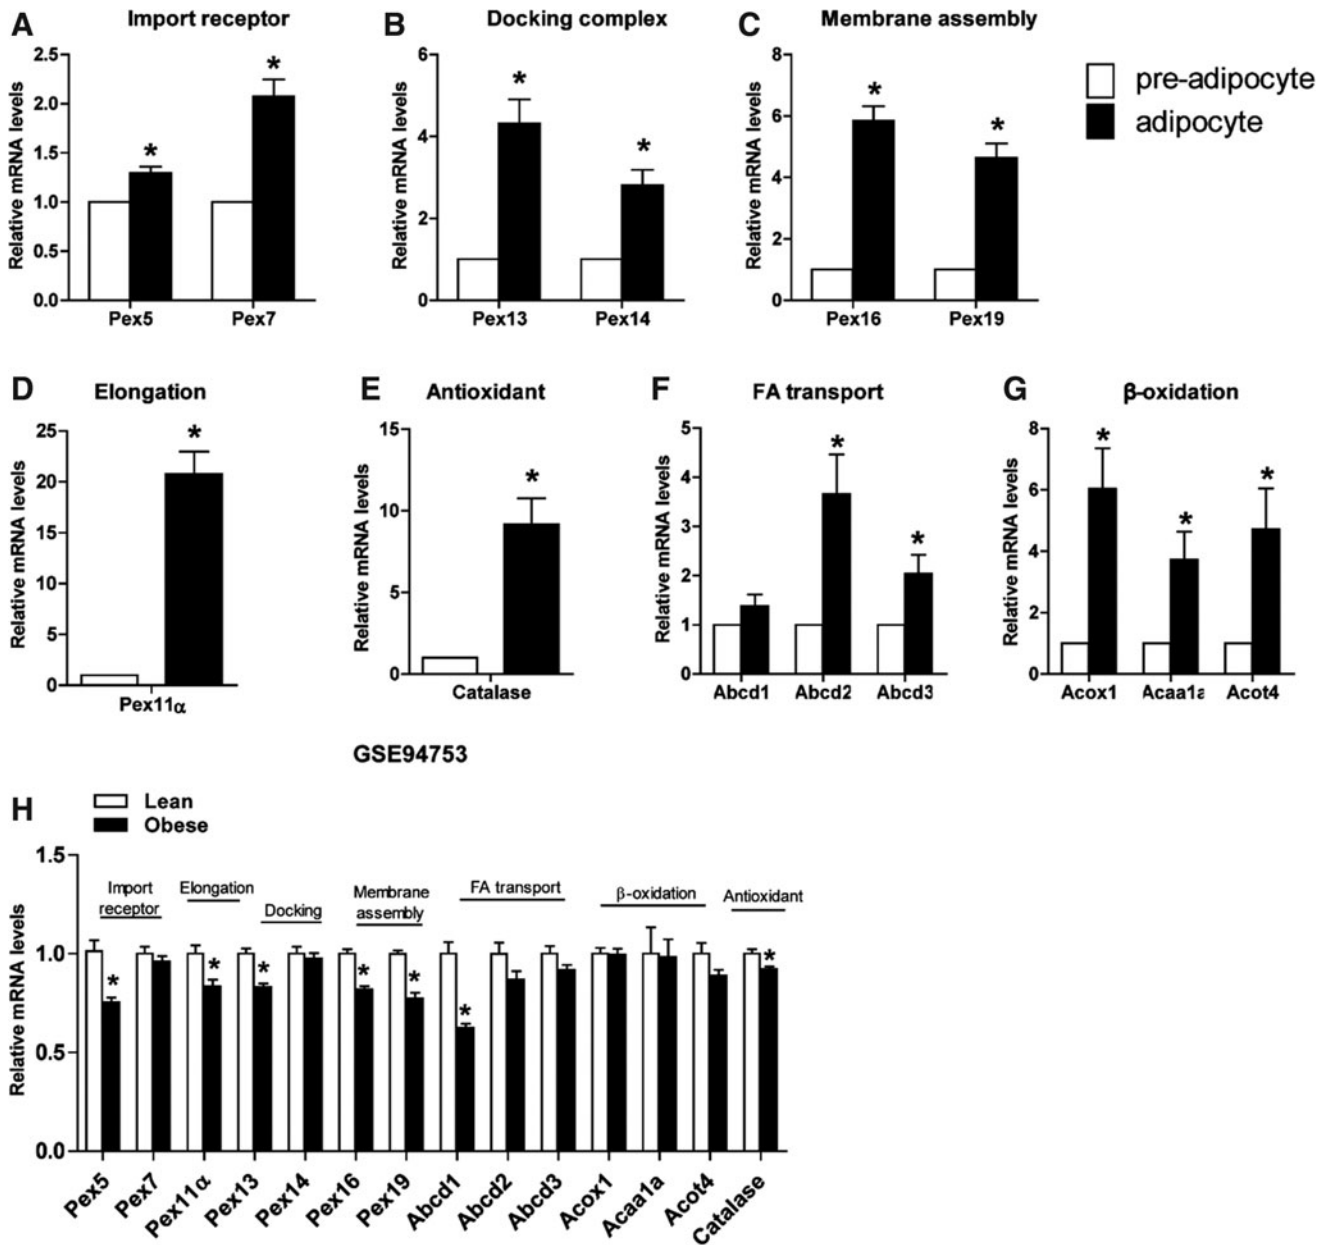 A Import receptor
Relative mRNA levels
2.5
2.0
1.5
1.0
0.5
0.0
* *
Pex5 Pex7
B Docking complex
Relative mRNA levels
6
4
2
0
* *
Pex13 Pex14
C Membrane assembly
Relative mRNA levels
8
6
4
2
0
* *
Pex16 Pex19
pre-adipocyte
adipocyte
D Elongation
Relative mRNA levels
25
20
15
10
5
0
*
Pex11α
E Antioxidant
Relative mRNA levels
15
10
5
0
*
Catalase
F FA transport
Relative mRNA levels
5
4
3
2
1
0
* *
Abcd1 Abcd2 Abcd3
G β-oxidation
Relative mRNA levels
8
6
4
2
0
* * *
Acox1 Acaa1a Acot4
GSE94753
H
Lean
Obese
Relative mRNA levels
1.5
1.0
0.5
0.0
Import
receptor
Elongation
Docking
Membrane
assembly
FA transport
β-oxidation
Antioxidant
* * * * * * *
Pex5 Pex7 Pex11α Pex13 Pex14 Pex16 Pex19 Abcd1 Abcd2 Abcd3 Acox1 Acaa1a Acot4 Catalase